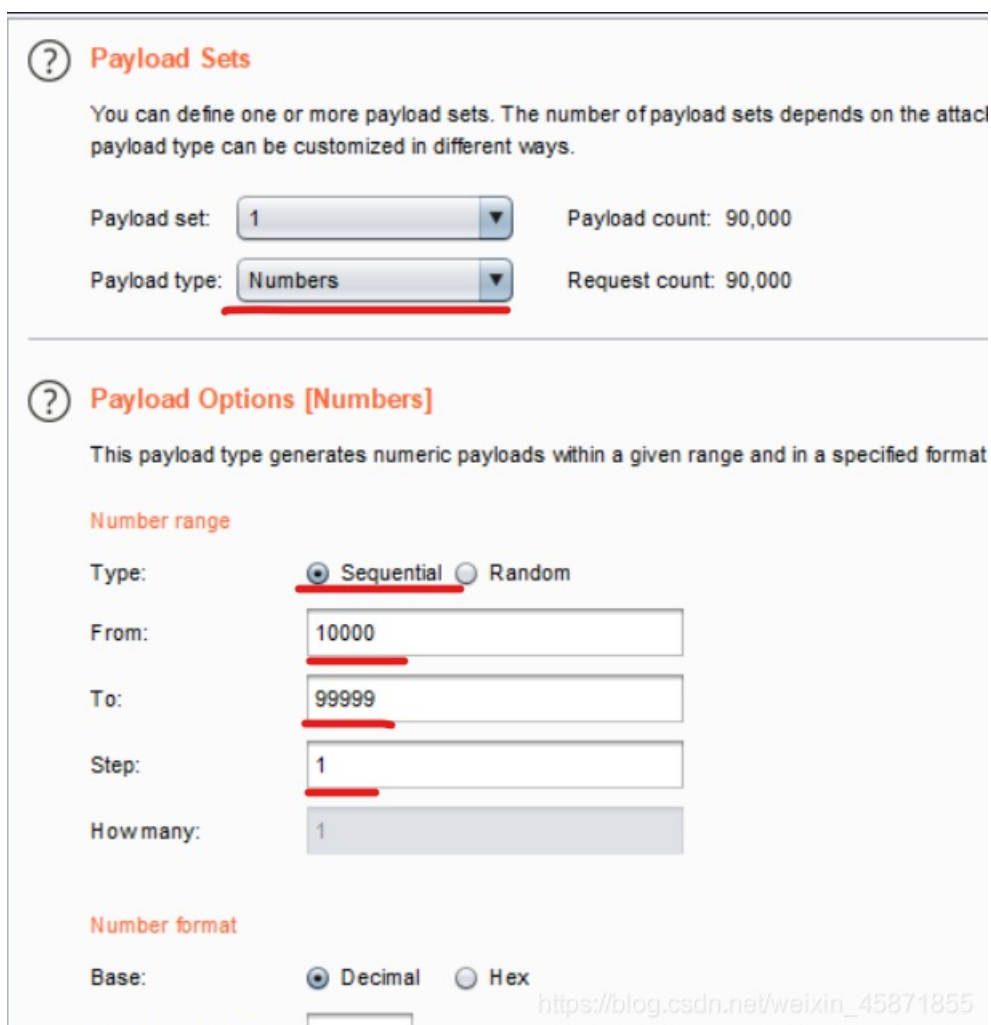 Payload Sets
You can define one or more payload sets. The number of payload sets depends on the attack
payload type can be customized in different ways.
Payload set: 1 Payload count: 90,000
Payload type: Numbers Request count: 90,000
Payload Options [Numbers]
This payload type generates numeric payloads within a given range and in a specified format
Number range
Type: Sequential Random
From: 10000
To: 99999
Step: 1
How many: 1
Number format
Base: Decimal Hex
https://blog.csdn.net/weixin_45871855